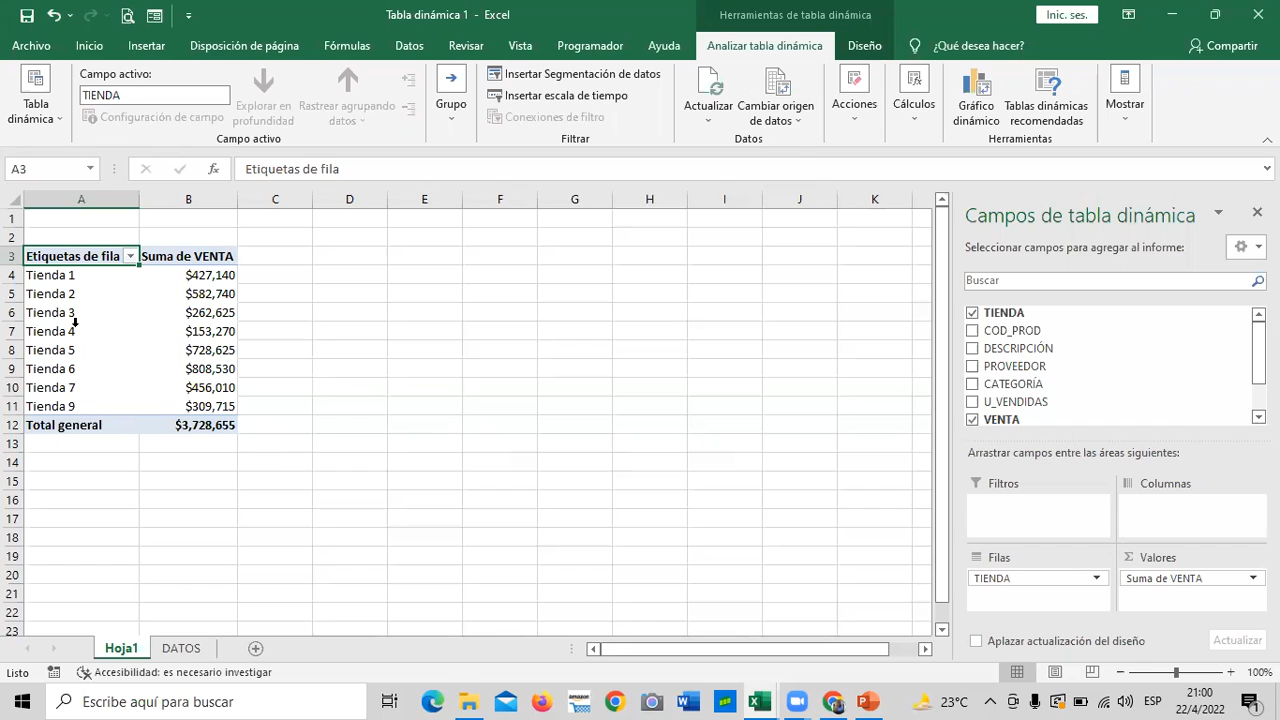 Tabla dinámica 1 - Excel
Herramientas de tabla dinámica
Inic. ses.
Archivo Inicio Insertar Disposición de página Fórmulas Datos Revisar Vista Programador Ayuda Analizar tabla dinámica Diseño ¿Qué desea hacer? Compartir
Tabla dinámica
Campo activo:
TIENDA
Configuración de campo
Explorar en profundidad
Rastrear agrupando datos
Campo activo
Grupo
Insertar Segmentación de datos
Insertar escala de tiempo
Conexiones de filtro
Filtrar
Actualizar
Cambiar origen de datos
Datos
Acciones
Cálculos
Gráfico dinámico
Tablas dinámicas recomendadas
Herramientas
Mostrar
A3 fx Etiquetas de fila
A B C D E F G H I J K
1
2
3 Etiquetas de fila Suma de VENTA
4 Tienda 1 $427,140
5 Tienda 2 $582,740
6 Tienda 3 $262,625
7 Tienda 4 $153,270
8 Tienda 5 $728,625
9 Tienda 6 $808,530
10 Tienda 7 $456,010
11 Tienda 9 $309,715
12 Total general $3,728,655
13
14
15
16
17
18
19
20
21
22
23
Campos de tabla dinámica
Seleccionar campos para agregar al informe:
Buscar
TIENDA
COD_PROD
DESCRIPCIÓN
PROVEEDOR
CATEGORÍA
U_VENDIDAS
VENTA
Arrastrar campos entre las áreas siguientes:
Filtros Columnas
Filas Σ Valores
TIENDA Suma de VENTA
Aplazar actualización del diseño Actualizar
Hoja1 DATOS
Listo Accesibilidad: es necesario investigar 100%
Escribe aquí para buscar
23°C ESP 21:00
22/4/2022